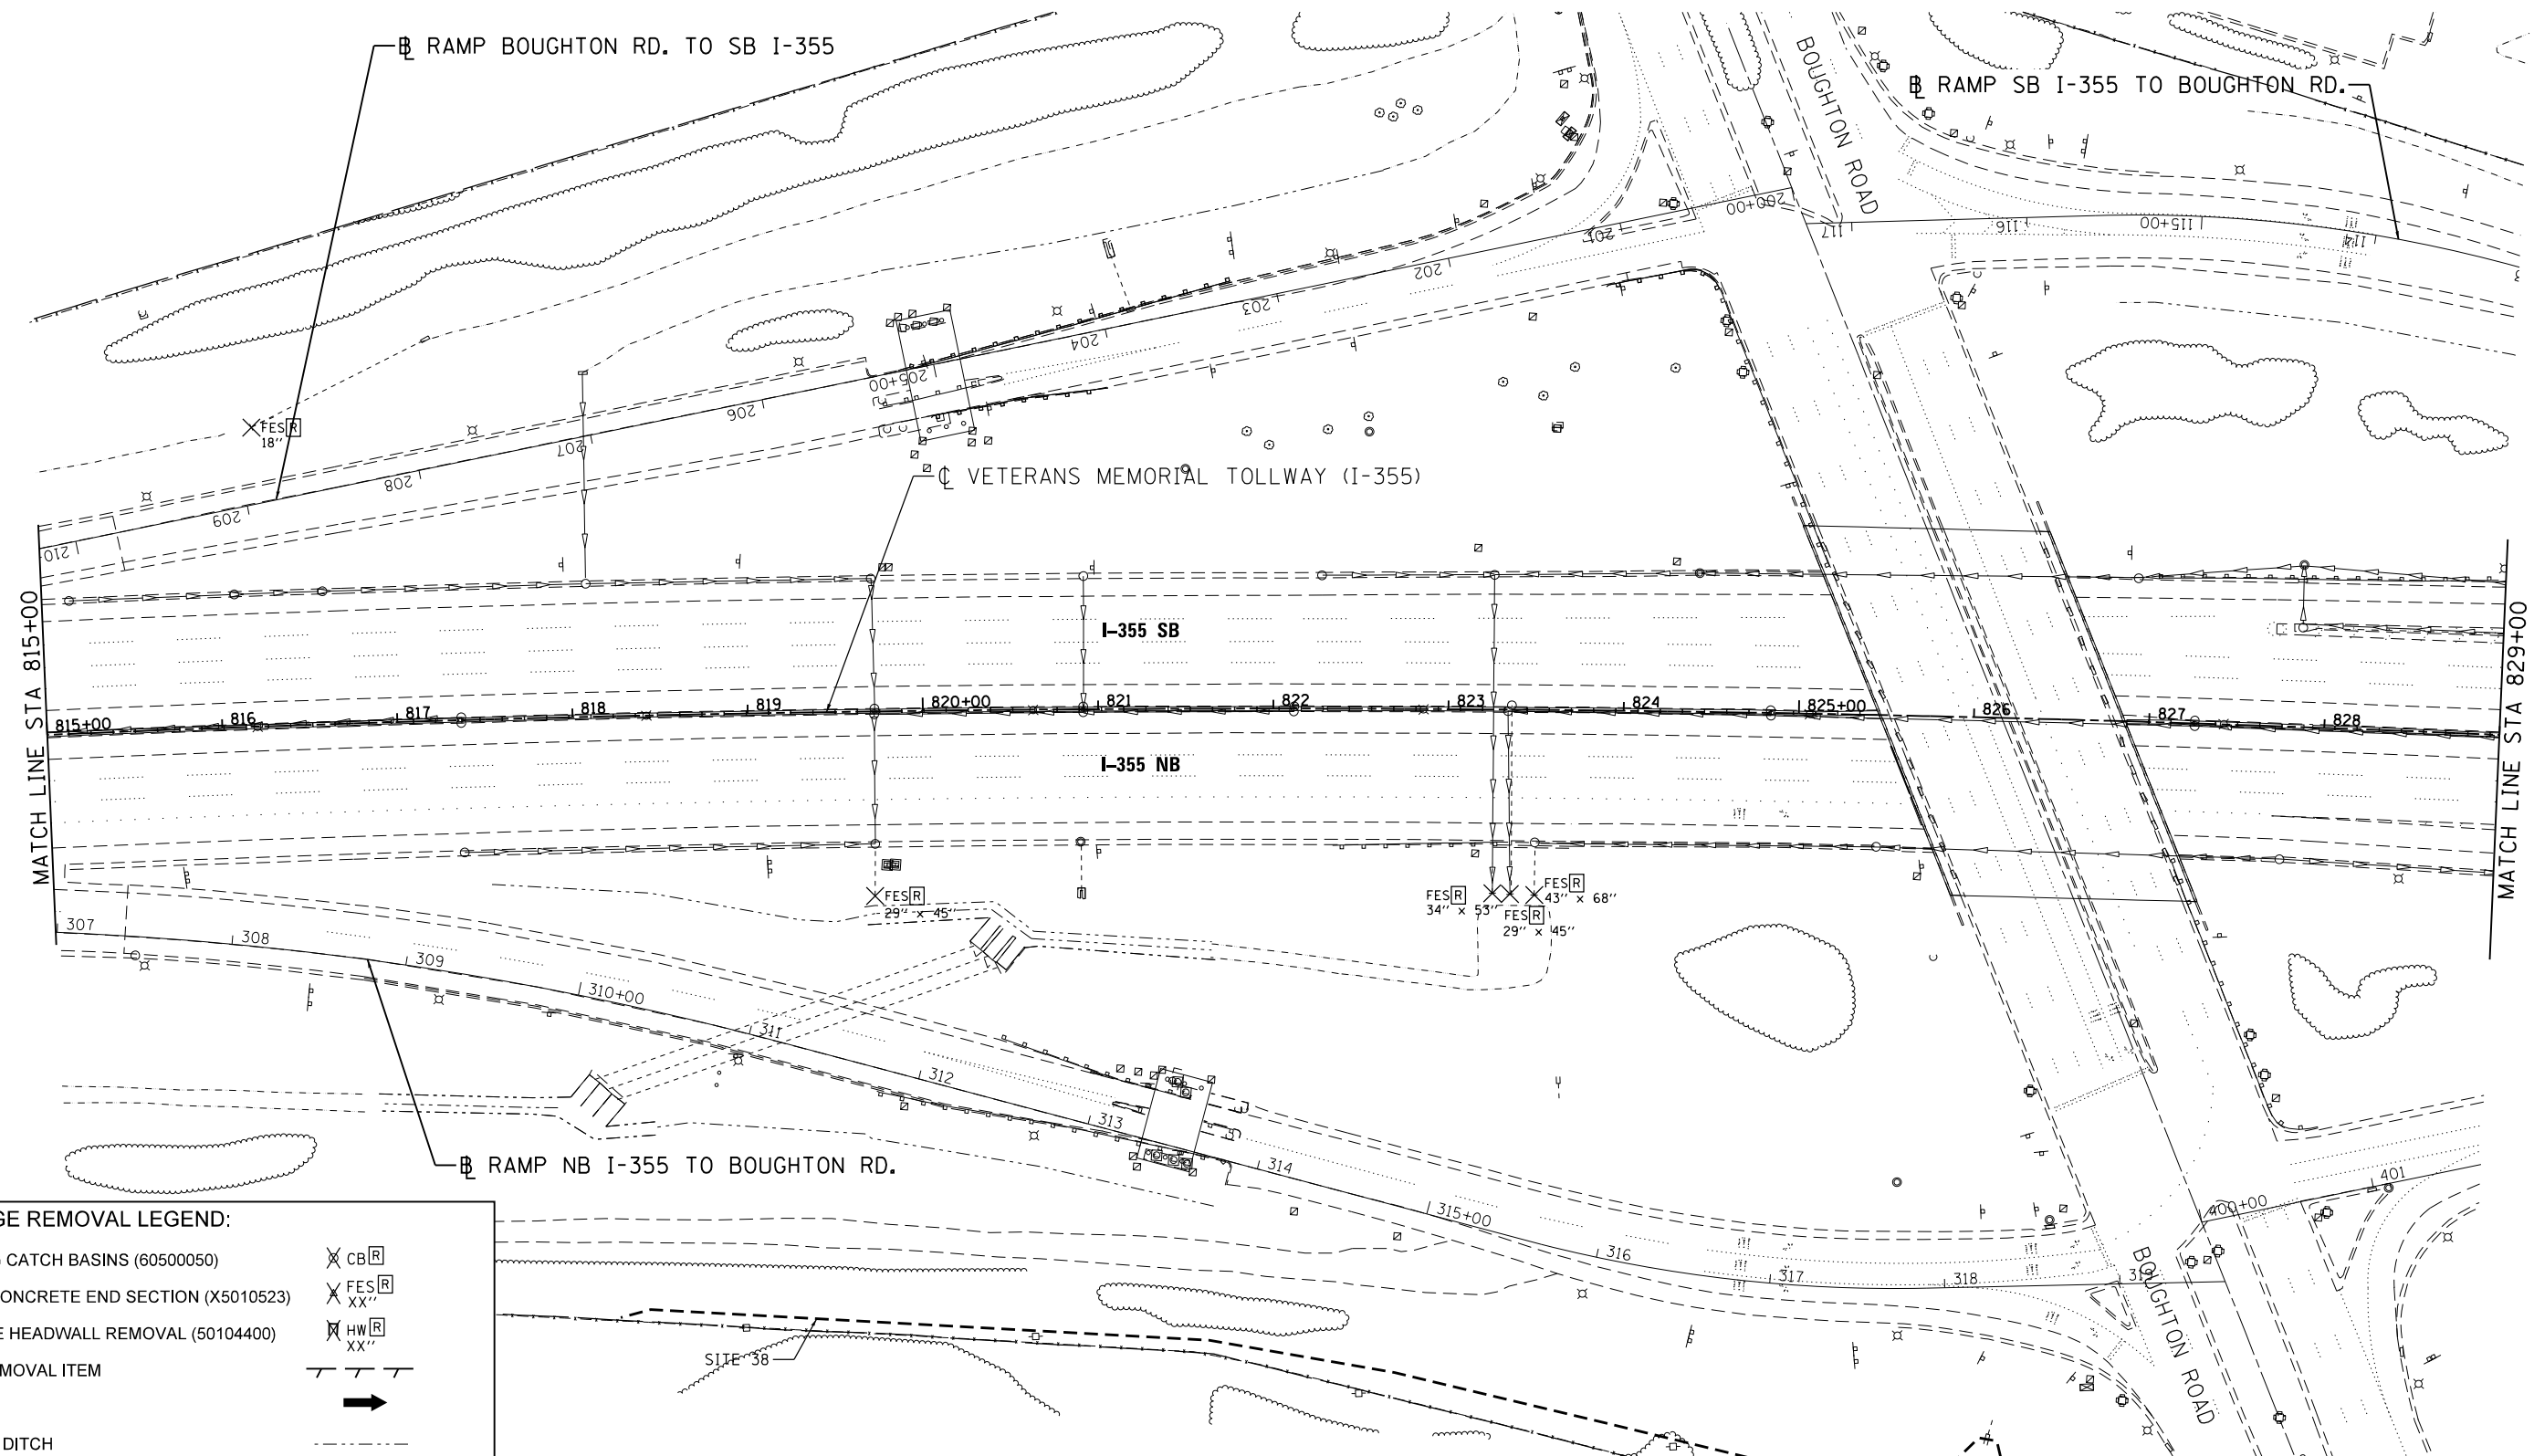 ℄ RAMP BOUGHTON RD. TO SB I-355
BOUGHTON ROAD
℄ RAMP SB I-355 TO BOUGHTON RD.
200+00
201
202
203
204
205+00
206
207
208
209
210
117
116
115+00
114
FES R
18"
℄ VETERANS MEMORIAL TOLLWAY (I-355)
MATCH LINE STA 815+00
I-355 SB
815+00
816
817
818
819
820+00
821
822
823
824
825+00
826
827
828
MATCH LINE STA 829+00
I-355 NB
FES R
29" x 45"
FES R
34" x 53"
FES R
29" x 45"
FES R
43" x 68"
307
308
309
310+00
311
312
313
314
315+00
316
317
318
319
400+00
401
℄ RAMP NB I-355 TO BOUGHTON RD.
BOUGHTON ROAD
SITE 38
GE REMOVAL LEGEND:
CATCH BASINS (60500050)
CB R
ONCRETE END SECTION (X5010523)
FES R
XX"
E HEADWALL REMOVAL (50104400)
HW R
XX"
MOVAL ITEM
DITCH